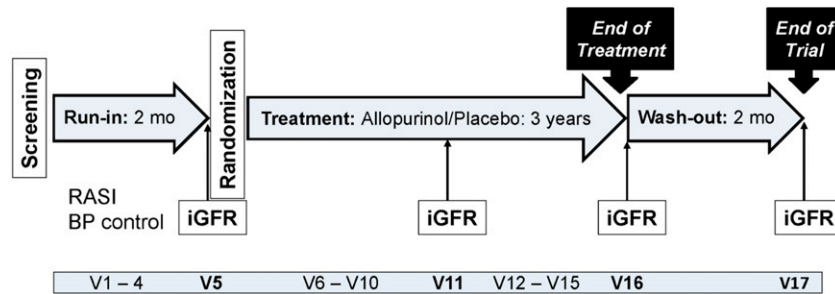 End of
Treatment
End of
Trial
Screening
Run-in: 2 mo
Randomization
Treatment: Allopurinol/Placebo: 3 years
Wash-out: 2 mo
RASI
BP control
iGFR
iGFR
iGFR
iGFR
V1 – 4 V5 V6 – V10 V11 V12 – V15 V16 V17